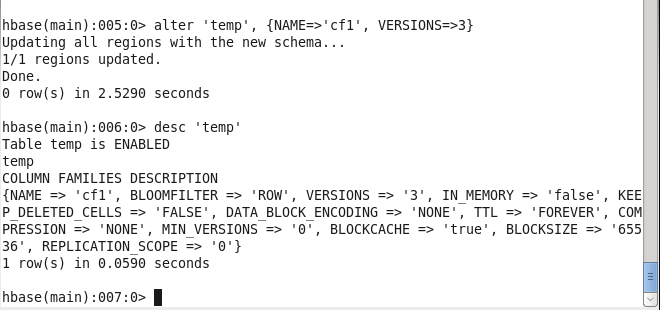 hbase(main):005:0> alter 'temp', {NAME=>'cf1', VERSIONS=>3}
Updating all regions with the new schema...
1/1 regions updated.
Done.
0 row(s) in 2.5290 seconds
hbase(main):006:0> desc 'temp'
Table temp is ENABLED
temp
COLUMN FAMILIES DESCRIPTION
{NAME => 'cf1', BLOOMFILTER => 'ROW', VERSIONS => '3', IN_MEMORY => 'false', KEE
P_DELETED_CELLS => 'FALSE', DATA_BLOCK_ENCODING => 'NONE', TTL => 'FOREVER', COM
PRESSION => 'NONE', MIN_VERSIONS => '0', BLOCKCACHE => 'true', BLOCKSIZE => '655
36', REPLICATION_SCOPE => '0'}
1 row(s) in 0.0590 seconds
hbase(main):007:0>